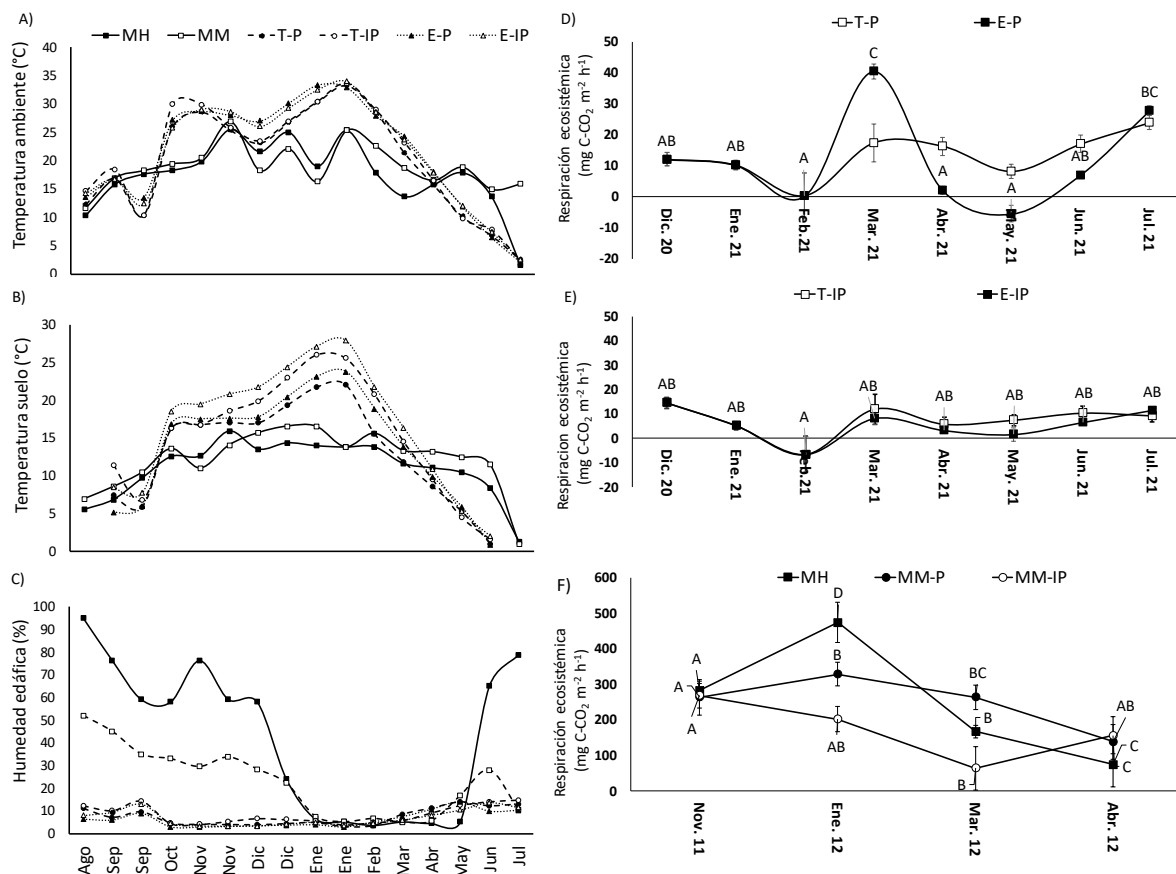 A)
MH MM T-P T-IP E-P E-IP
Temperatura ambiente (°C)
40
35
30
25
20
15
10
5
0
B)
Temperatura suelo (°C)
30
25
20
15
10
5
0
C)
Humedad edáfica (%)
100
90
80
70
60
50
40
30
20
10
0
Ago Sep Sep Oct Nov Nov Dic Dic Ene Ene Feb Mar Abr May Jun Jul
D)
T-P E-P
Respiración ecosistémica
(mg C-CO₂ m⁻² h⁻¹)
50
40
30
20
10
0
-10
-20
AB AB A C A A AB BC
Dic. 20 Ene. 21 Feb.21 Mar. 21 Abr. 21 May. 21 Jun. 21 Jul. 21
E)
T-IP E-IP
Respiracion ecosistémica
(mg C-CO₂ m⁻² h⁻¹)
50
40
30
20
10
0
-10
-20
AB AB A AB AB AB AB AB
Dic. 20 Ene. 21 Feb.21 Mar. 21 Abr. 21 May. 21 Jun. 21 Jul. 21
F)
MH MM-P MM-IP
Respiración ecosistémica
(mg C-CO₂ m⁻² h⁻¹)
600
500
400
300
200
100
0
A
A
A
D
B
AB
BC
B
B
AB
C
C
Nov. 11 Ene. 12 Mar. 12 Abr. 12